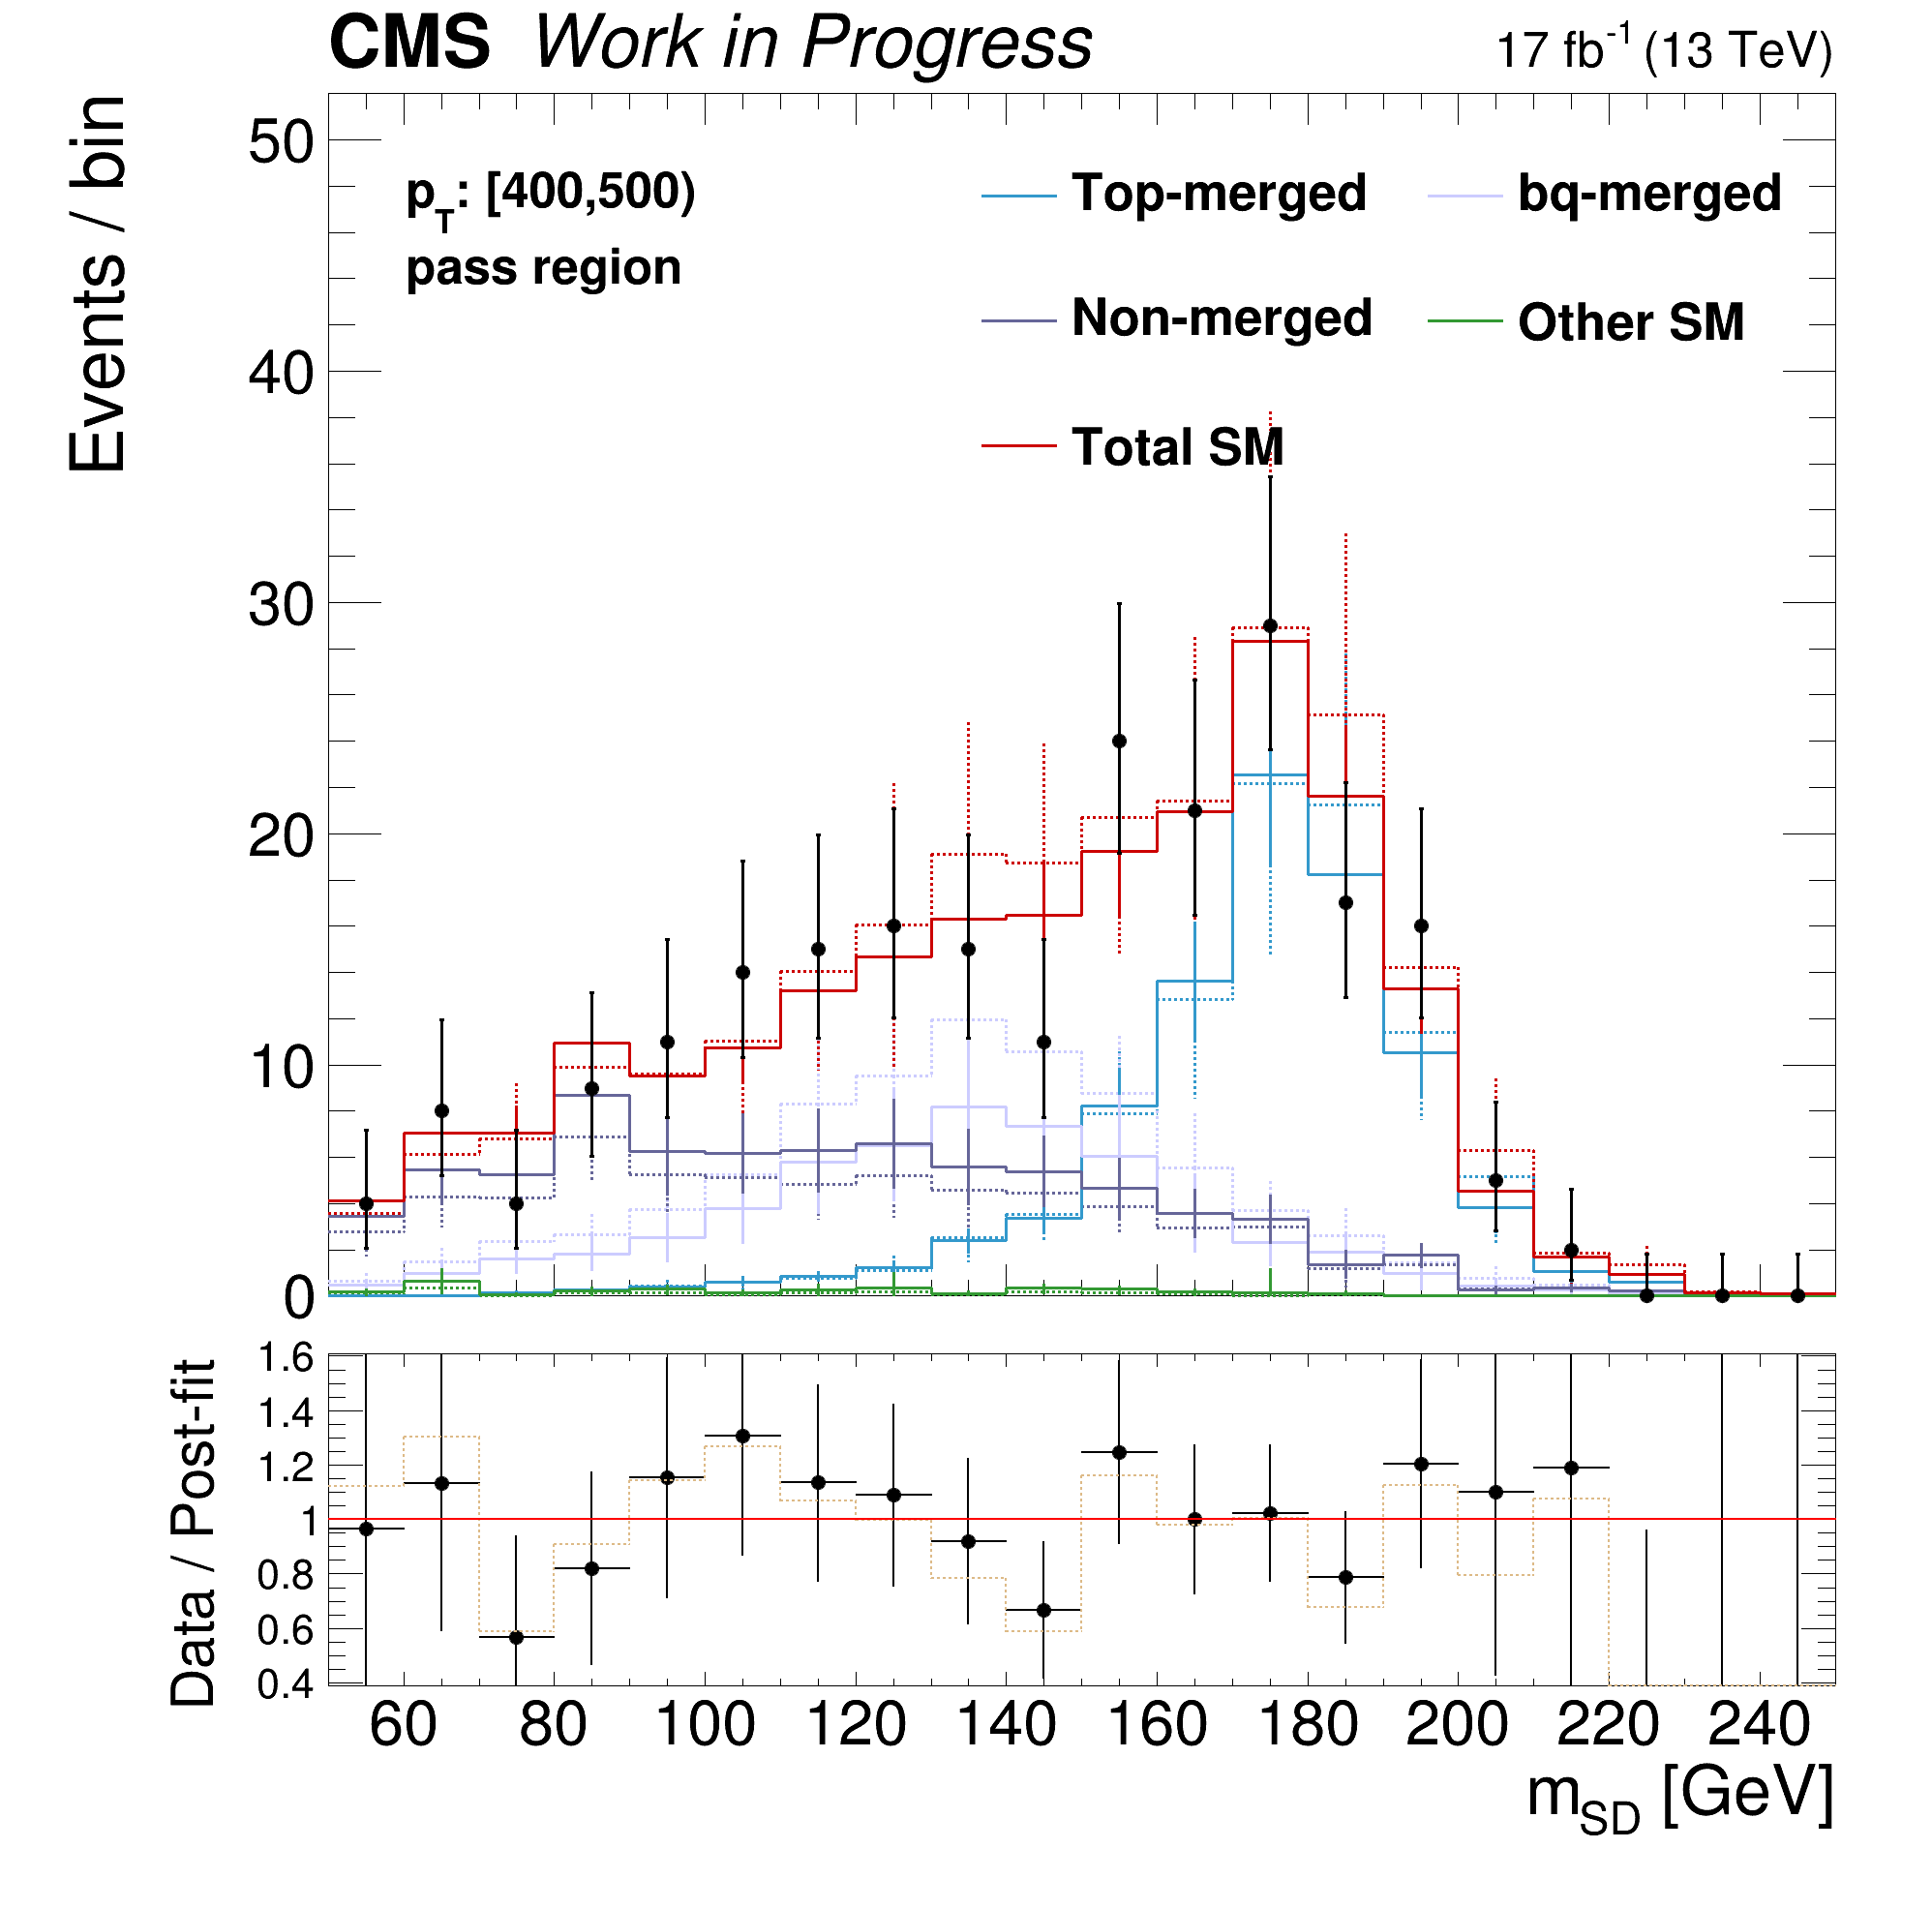 CMS Work in Progress
17 fb-1 (13 TeV)
Events / bin
50
40
30
20
10
0
pT: [400,500)
pass region
Top-merged
bq-merged
Non-merged
Other SM
Total SM
Data / Post-fit
1.6
1.4
1.2
1
0.8
0.6
0.4
60 80 100 120 140 160 180 200 220 240
mSD [GeV]